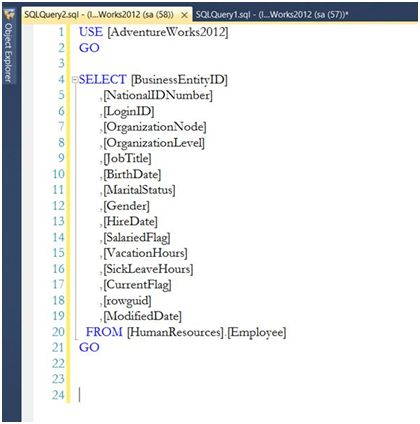 SQLQuery2.sql - (l...Works2012 (sa (58)) × SQLQuery1.sql - (l...Works2012 (sa (57))*
Object Explorer
1 USE [AdventureWorks2012]
2 GO
3
4 SELECT [BusinessEntityID]
5 ,[NationalIDNumber]
6 ,[LoginID]
7 ,[OrganizationNode]
8 ,[OrganizationLevel]
9 ,[JobTitle]
10 ,[BirthDate]
11 ,[MaritalStatus]
12 ,[Gender]
13 ,[HireDate]
14 ,[SalariedFlag]
15 ,[VacationHours]
16 ,[SickLeaveHours]
17 ,[CurrentFlag]
18 ,[rowguid]
19 ,[ModifiedDate]
20 FROM [HumanResources].[Employee]
21 GO
22
23
24